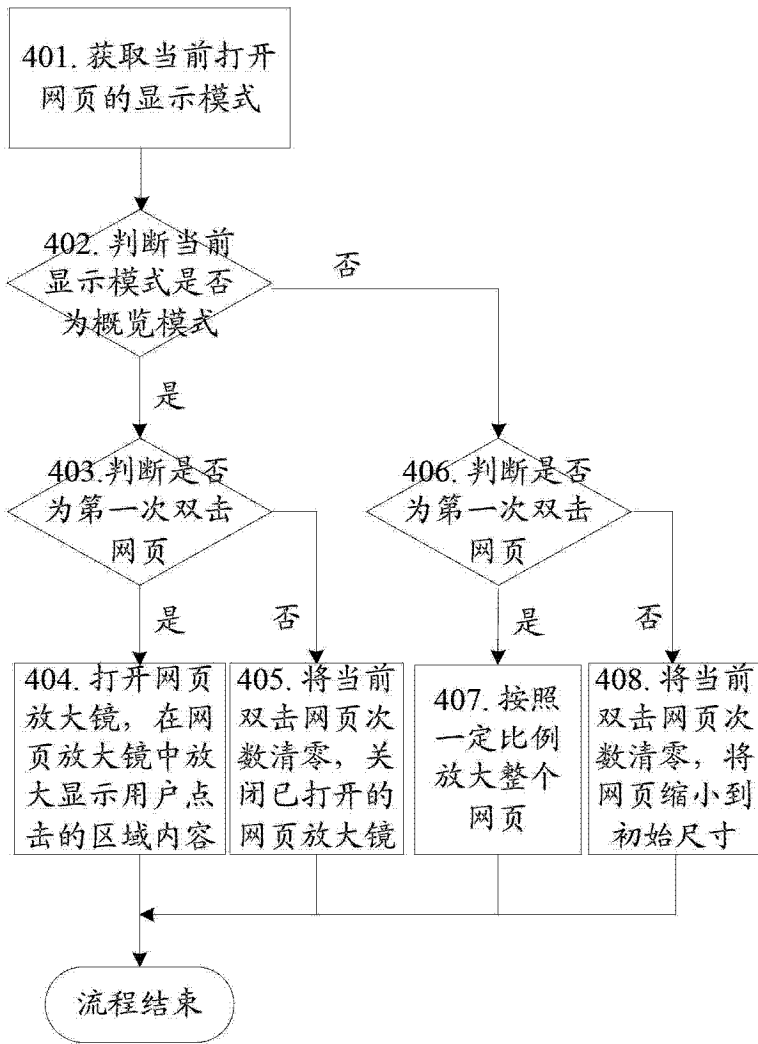 401. 获取当前打开
网页的显示模式
402. 判断当前
显示模式是否
为概览模式
否
是
403.判断是否
为第一次双击
网页
406. 判断是否
为第一次双击
网页
是
否
是
否
404. 打开网页
放大镜，在网
页放大镜中放
大显示用户点
击的区域内容
405. 将当前
双击网页次
数清零，关
闭已打开的
网页放大镜
407. 按照
一定比例
放大整个
网页
408. 将当前
双击网页次
数清零，将
网页缩小到
初始尺寸
流程结束